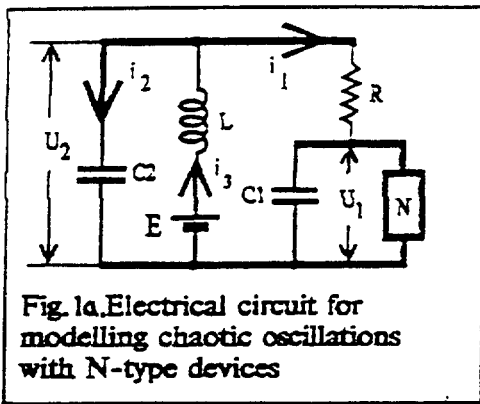 i2
i1
R
U2
L
C2
i3
C1
U1
N
E
Fig. 1a.Electrical circuit for
modelling chaotic oscillations
with N-type devices